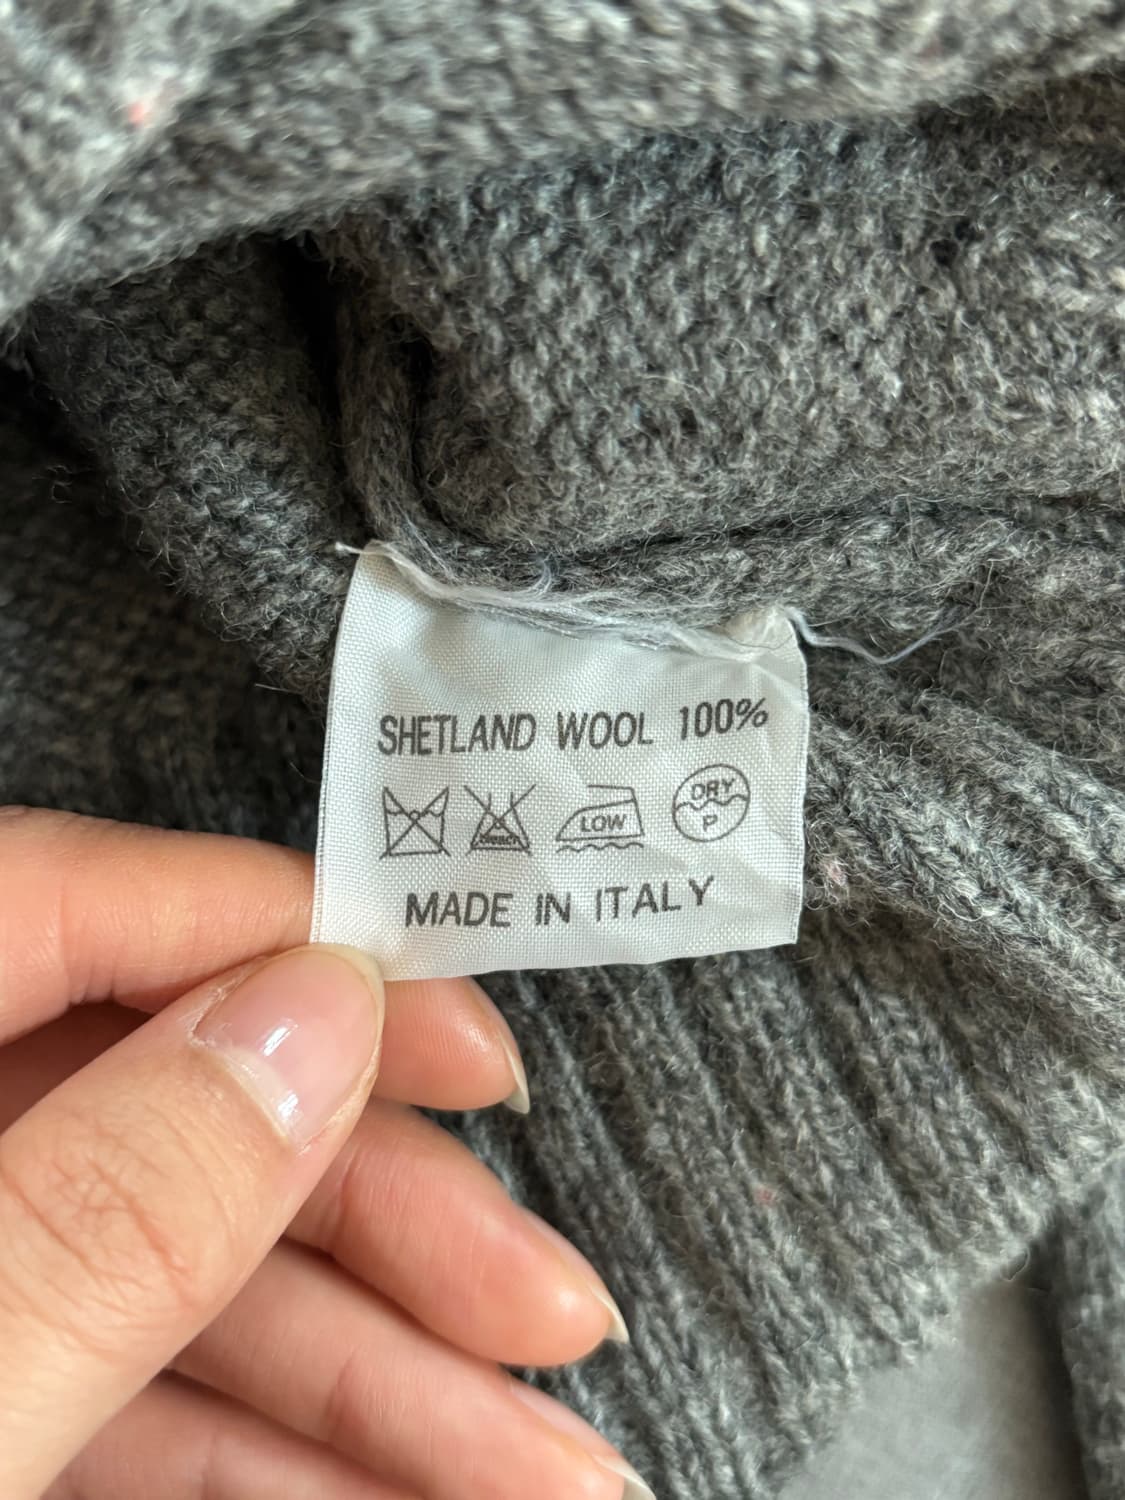 SHETLAND WOOL 100%
LOW DRY P
MADE IN ITALY